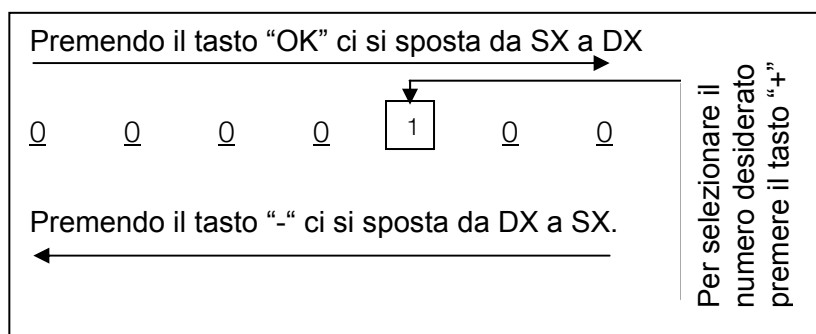 Premendo il tasto “OK” ci si sposta da SX a DX
0 0 0 0 1 0 0
Premendo il tasto “-“ ci si sposta da DX a SX.
Per selezionare il
numero desiderato
premere il tasto “+”